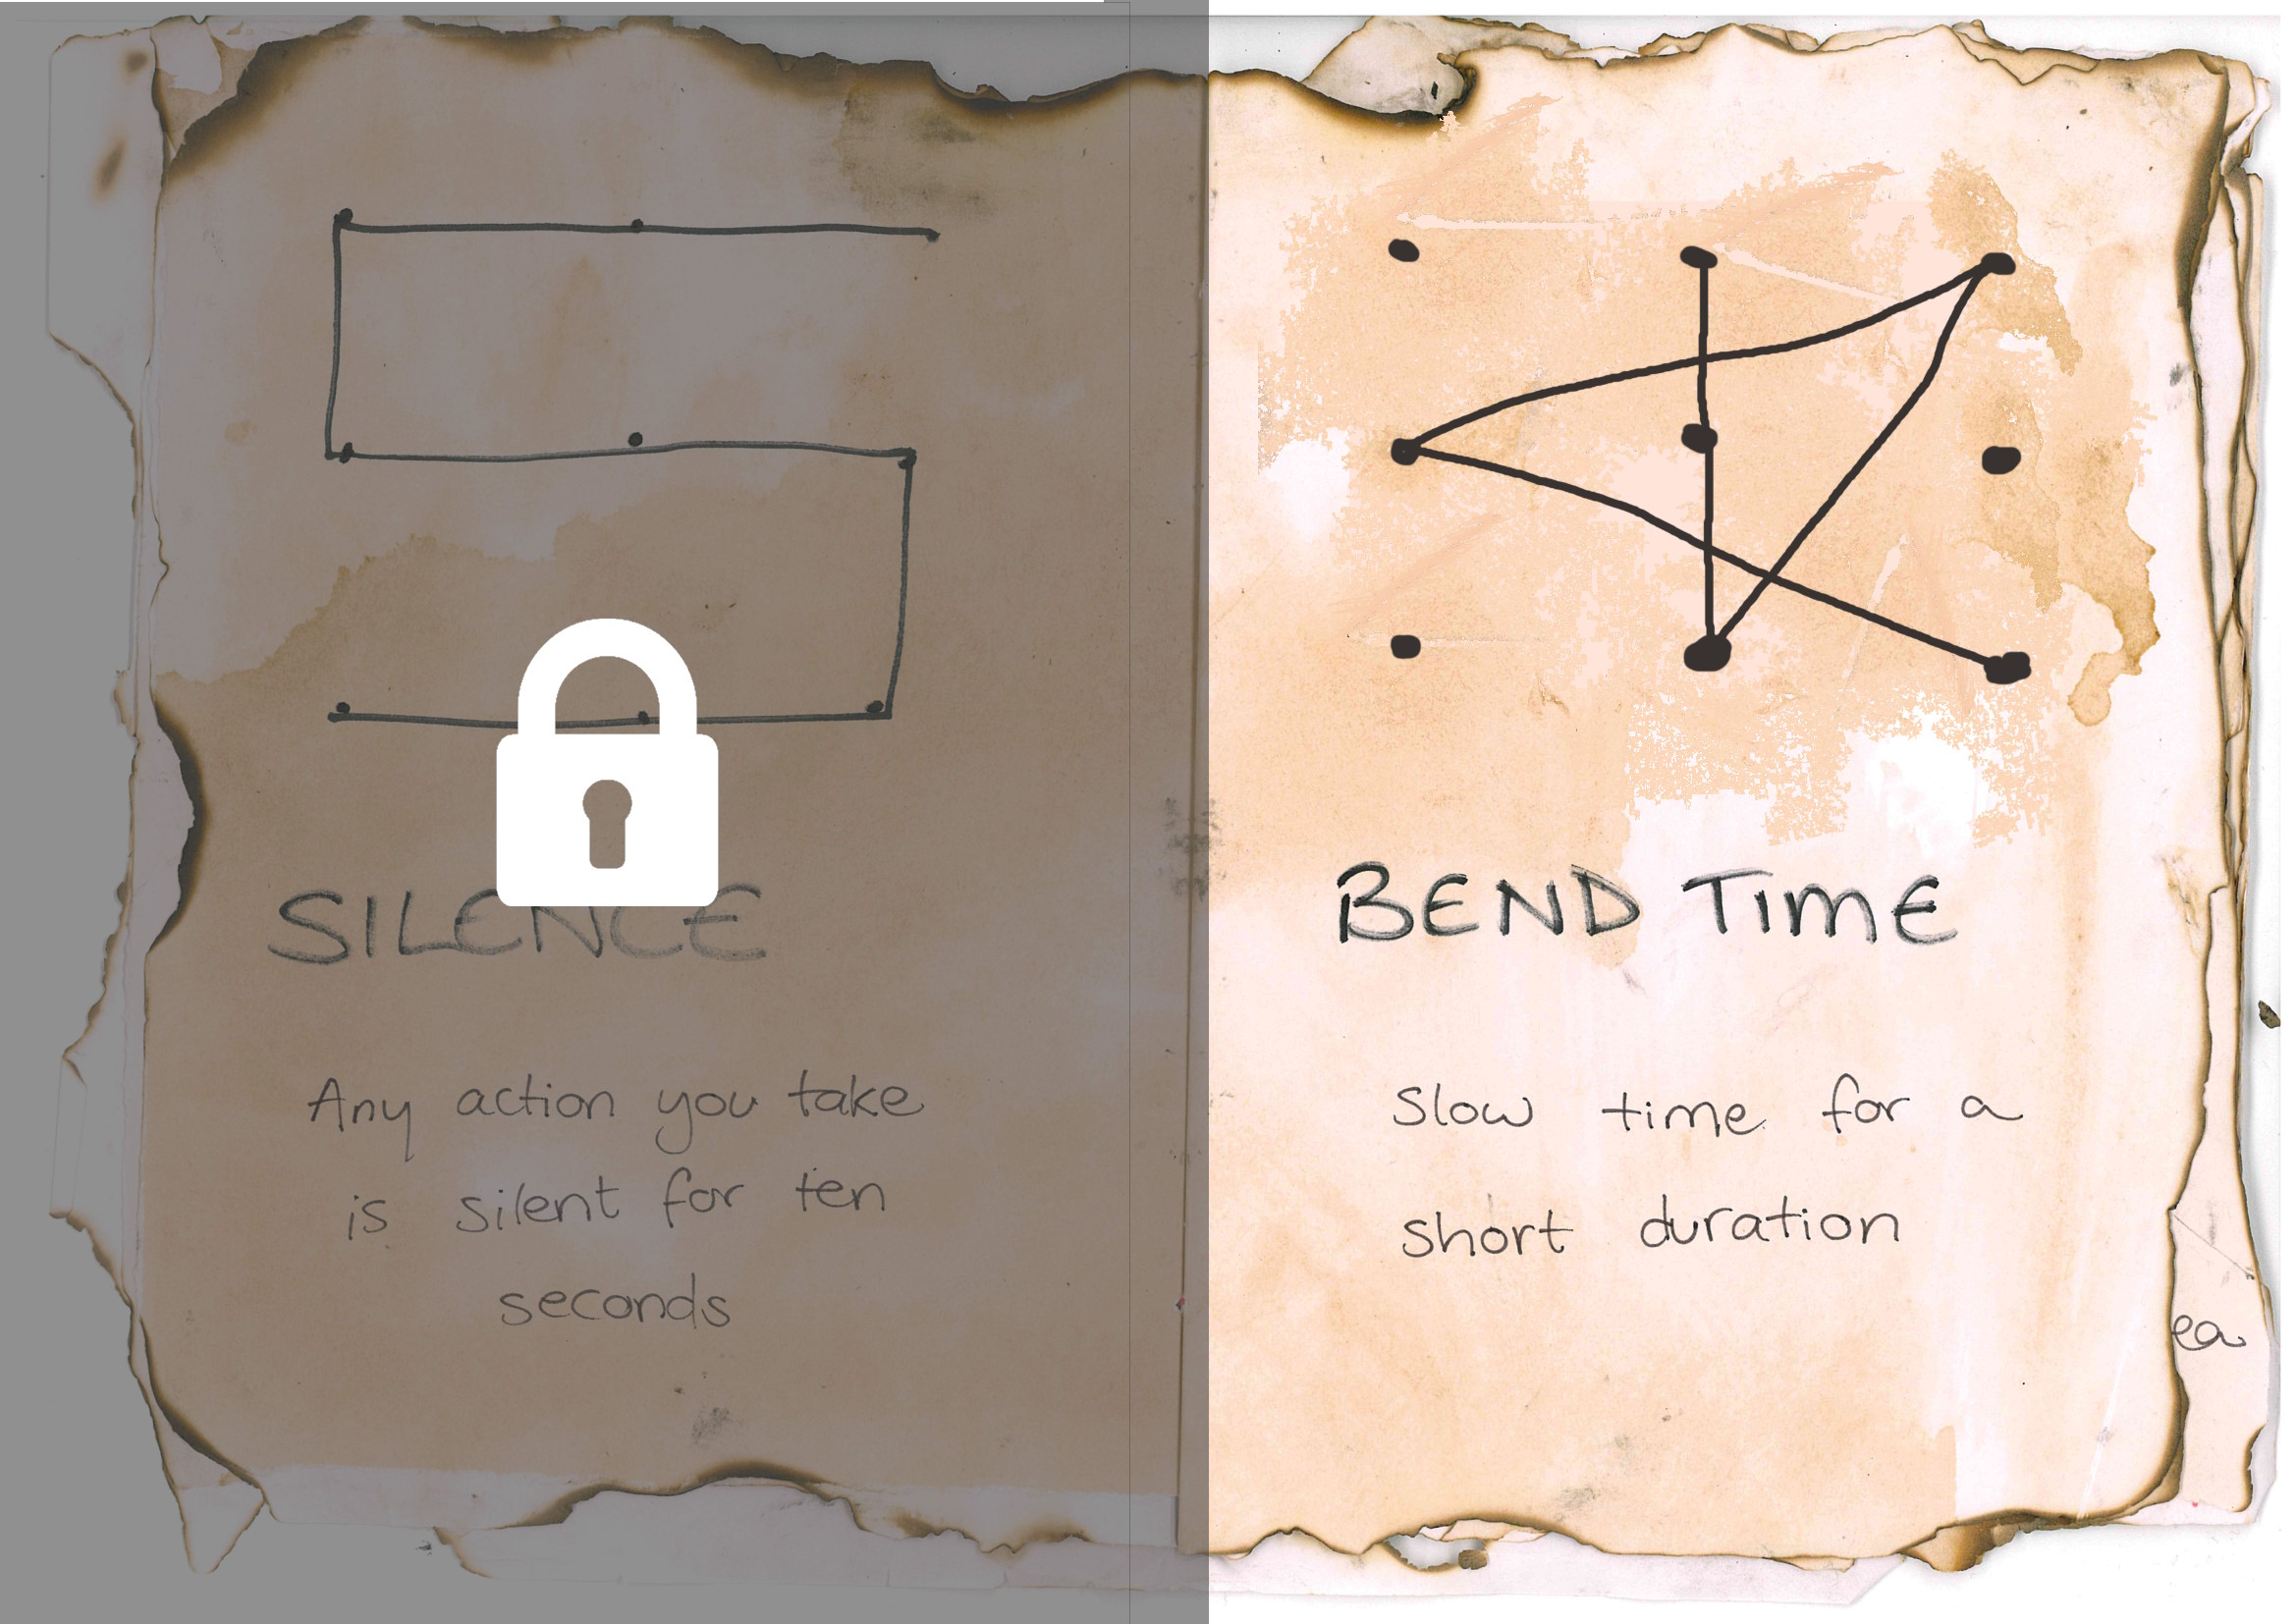 SILENCE
Any action you take
is silent for ten
seconds
BEND TIME
Slow time for a
short duration
ea